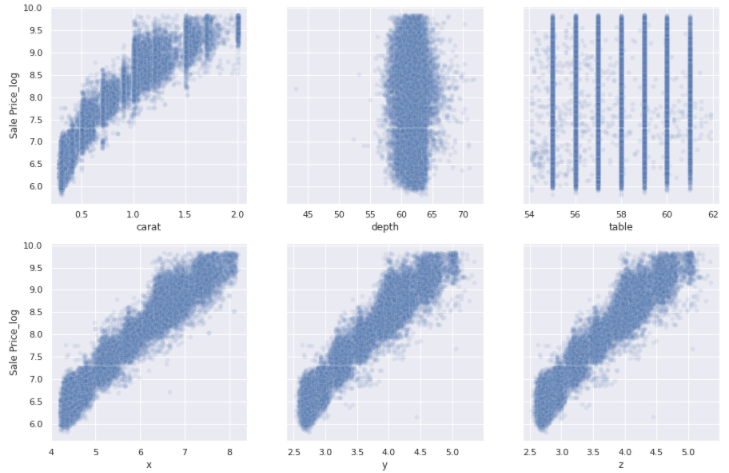 10.0
9.5
9.0
8.5
8.0
7.5
7.0
6.5
6.0
Sale Price_log
0.5 1.0 1.5 2.0
carat
45 50 55 60 65 70
depth
54 56 58 60 62
table
10.0
9.5
9.0
8.5
8.0
7.5
7.0
6.5
6.0
Sale Price_log
4 5 6 7 8
x
2.5 3.0 3.5 4.0 4.5 5.0
y
2.5 3.0 3.5 4.0 4.5 5.0
z